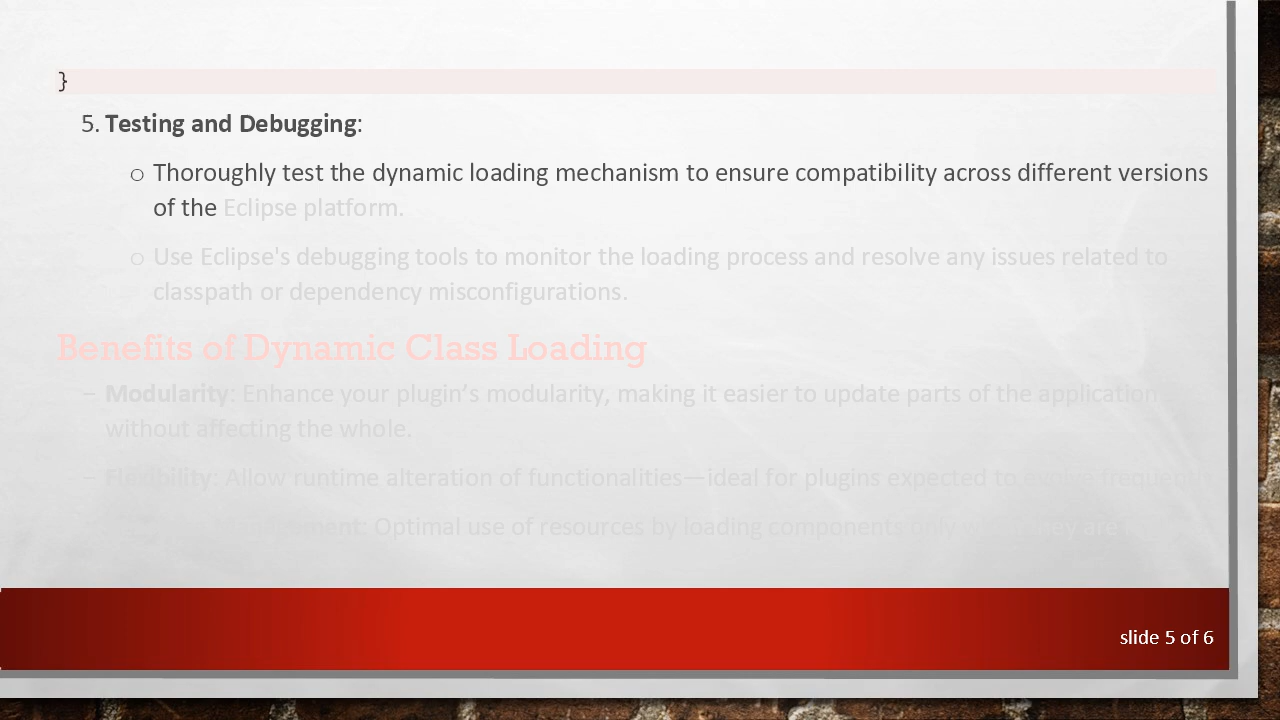 }
5. Testing and Debugging:
o Thoroughly test the dynamic loading mechanism to ensure compatibility across different versions
of the Eclipse platform.
o Use Eclipse's debugging tools to monitor the loading process and resolve any issues related to
classpath or dependency misconfigurations.
Benefits of Dynamic Class Loading
– Modularity: Enhance your plugin’s modularity, making it easier to update parts of the application
without affecting the whole.
– Flexibility: Allow runtime alteration of functionalities—ideal for plugins expected to evolve
Optimal use of resources by loading components only they are
slide 5 of 6